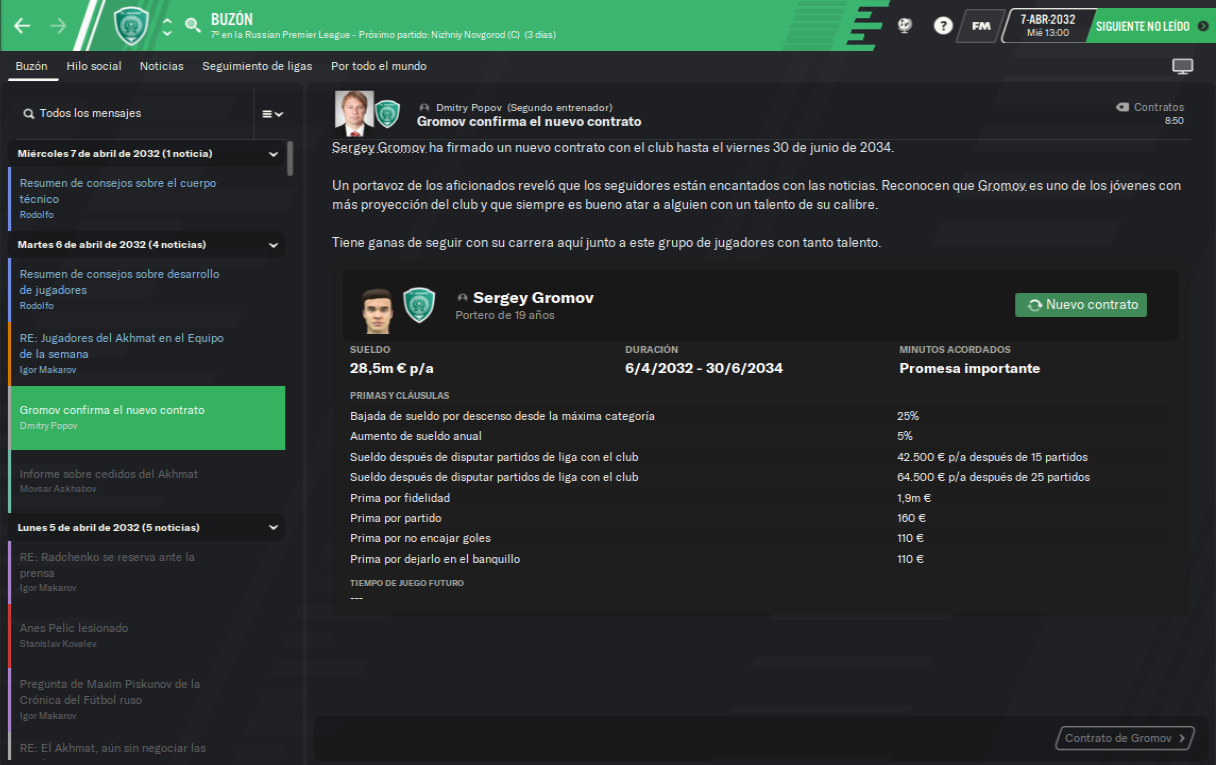 BUZÓN
7º en la Russian Premier League - Próximo partido: Nizhniy Novgorod (C) (3 días)
?
FM
7-ABR-2032
Mié 13:00
SIGUIENTE NO LEÍDO
Buzón
Hilo social
Noticias
Seguimiento de ligas
Por todo el mundo
Todos los mensajes
Miércoles 7 de abril de 2032 (1 noticia)
Resumen de consejos sobre el cuerpo
técnico
Rodolfo
Martes 6 de abril de 2032 (4 noticias)
Resumen de consejos sobre desarrollo
de jugadores
Rodolfo
RE: Jugadores del Akhmat en el Equipo
de la semana
Igor Makarov
Gromov confirma el nuevo contrato
Dmitry Popov
Informe sobre cedidos del Akhmat
Movsar Askhabov
Lunes 5 de abril de 2032 (5 noticias)
RE: Radchenko se reserva ante la
prensa
Igor Makarov
Anes Pelic lesionado
Stanislav Kovalev
Pregunta de Maxim Piskunov de la
Crónica del Fútbol ruso
Igor Makarov
RE: El Akhmat, aún sin negociar las
Dmitry Popov (Segundo entrenador)
Gromov confirma el nuevo contrato
Contratos
8:50
Sergey Gromov ha firmado un nuevo contrato con el club hasta el viernes 30 de junio de 2034.
Un portavoz de los aficionados reveló que los seguidores están encantados con las noticias. Reconocen que Gromov es uno de los jóvenes con
más proyección del club y que siempre es bueno atar a alguien con un talento de su calibre.
Tiene ganas de seguir con su carrera aquí junto a este grupo de jugadores con tanto talento.
Sergey Gromov
Portero de 19 años
Nuevo contrato
SUELDO
DURACIÓN
MINUTOS ACORDADOS
28,5m € p/a
6/4/2032 - 30/6/2034
Promesa importante
PRIMAS Y CLÁUSULAS
Bajada de sueldo por descenso desde la máxima categoría 25%
Aumento de sueldo anual 5%
Sueldo después de disputar partidos de liga con el club 42.500 € p/a después de 15 partidos
Sueldo después de disputar partidos de liga con el club 64.500 € p/a después de 25 partidos
Prima por fidelidad 1,9m €
Prima por partido 160 €
Prima por no encajar goles 110 €
Prima por dejarlo en el banquillo 110 €
TIEMPO DE JUEGO FUTURO
---
Contrato de Gromov